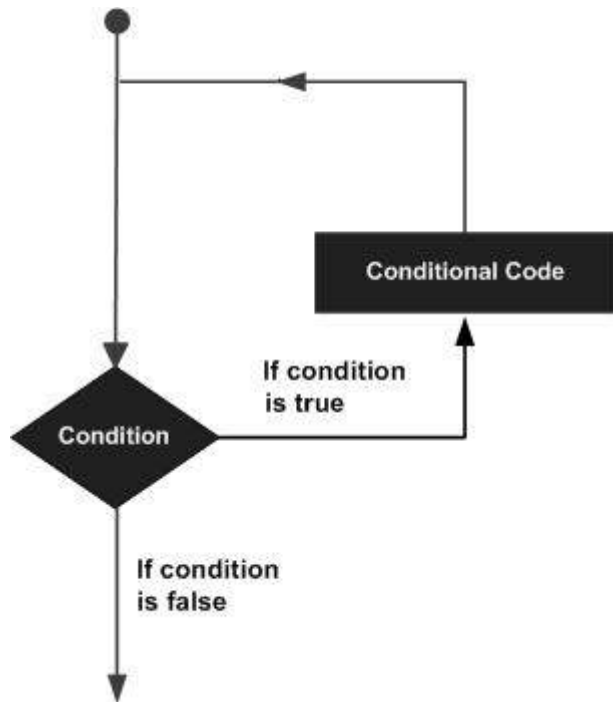 Conditional Code
If condition
is true
Condition
If condition
is false